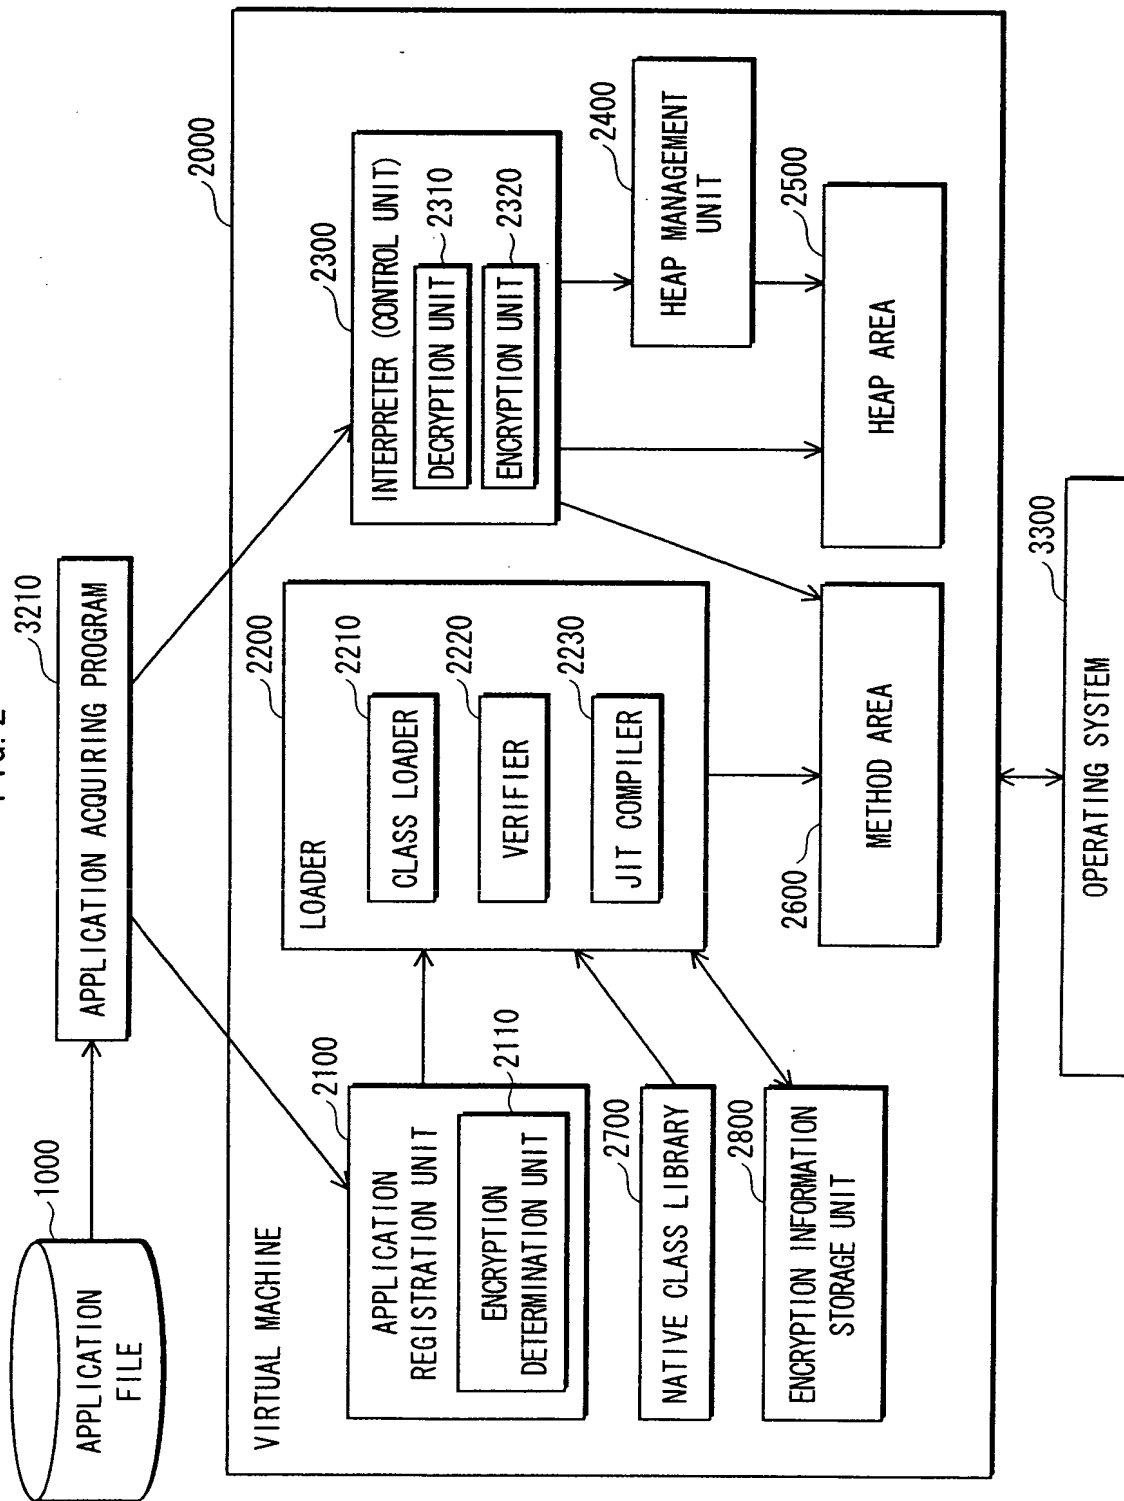 FIG. 2
APPLICATION
FILE
1000
APPLICATION ACQUIRING PROGRAM
3210
VIRTUAL MACHINE
2000
APPLICATION
REGISTRATION UNIT
2100
ENCRYPTION
DETERMINATION UNIT
2110
NATIVE CLASS LIBRARY
2700
ENCRYPTION INFORMATION
STORAGE UNIT
2800
LOADER
2200
CLASS LOADER
2210
VERIFIER
2220
JIT COMPILER
2230
METHOD AREA
2600
INTERPRETER (CONTROL UNIT)
2300
DECRYPTION UNIT
2310
ENCRYPTION UNIT
2320
HEAP MANAGEMENT
UNIT
2400
HEAP AREA
2500
OPERATING SYSTEM
3300